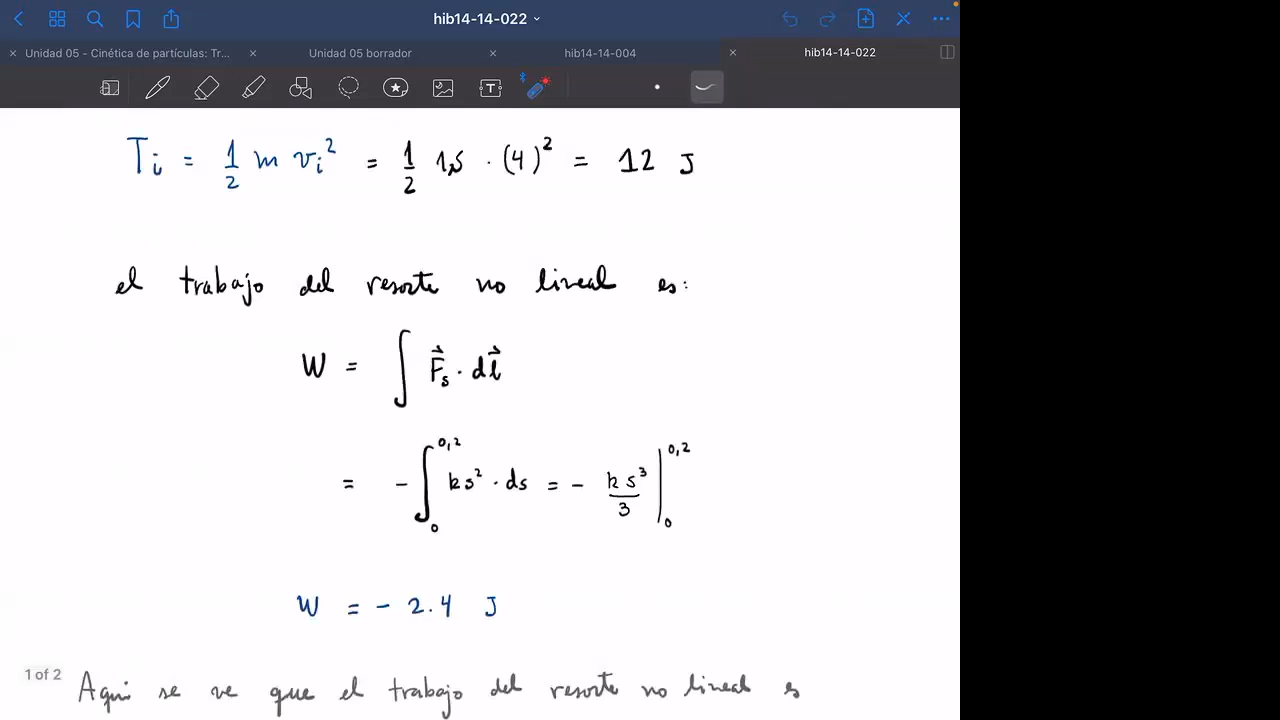 hib14-14-022
Unidad 05 - Cinética de partículas: Tr...
Unidad 05 borrador
hib14-14-004
hib14-14-022
T
Ti = 1/2 m vi² = 1/2 1,5 · (4)² = 12 J
el trabajo del resorte no lineal es:
W = ∫ F⃗s · dl⃗
= - ∫₀^0,2 ks² · ds = - ks³/3 |₀^0,2
W = - 2.4 J
1 of 2
Aqui se ve que el trabajo del resorte no lineal es